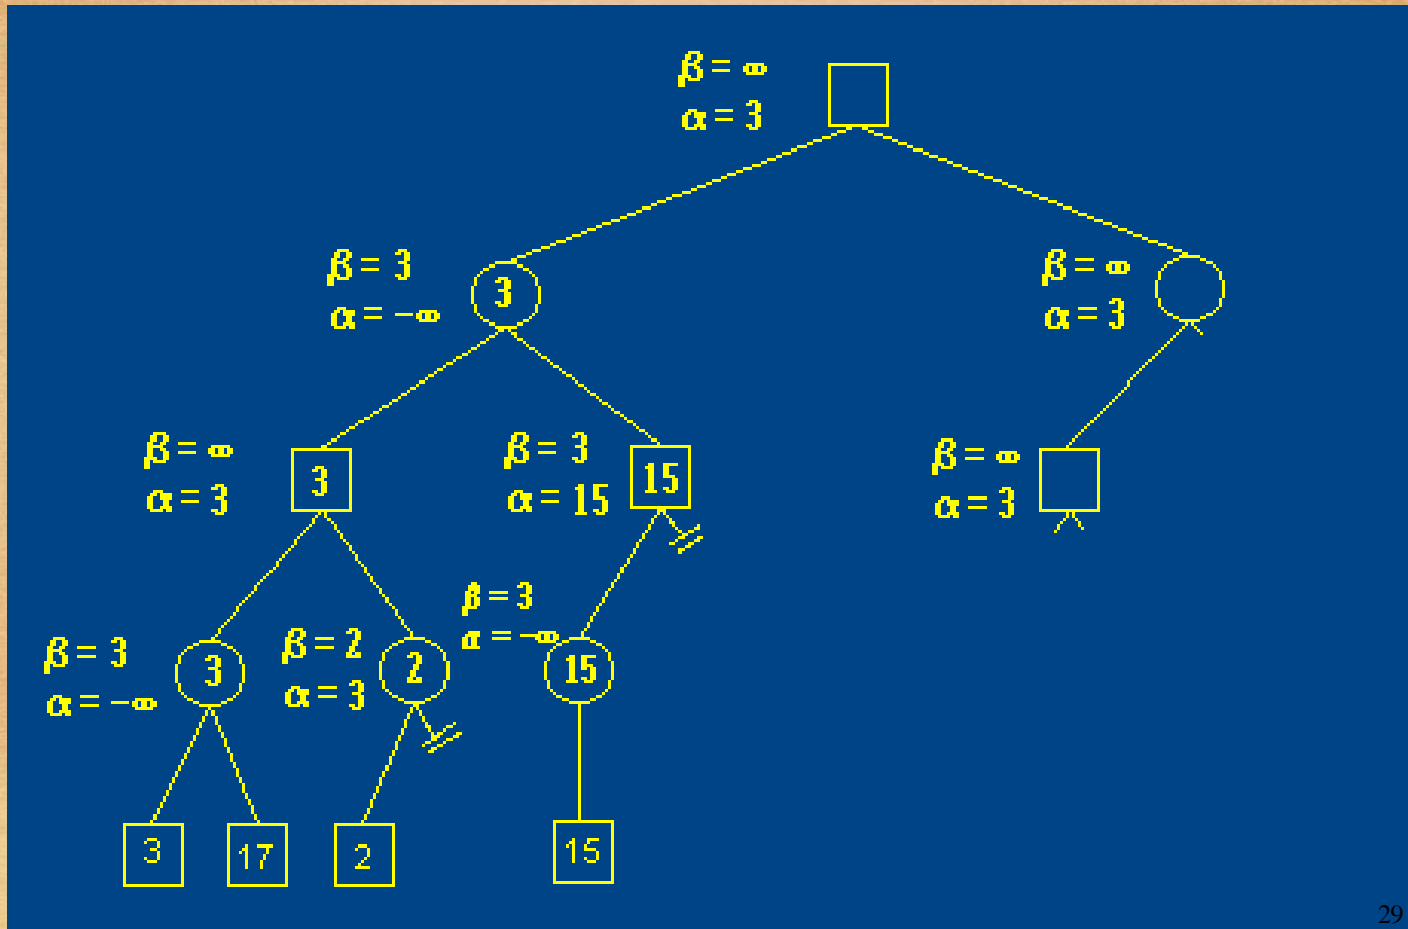 β = ∞
α = 3
β = 3
α = −∞
3
β = ∞
α = 3
β = ∞
α = 3
3
β = 3
α = 15
15
β = ∞
α = 3
β = 3
α = −∞
3
β = 2
α = 3
2
β = 3
α = −∞
15
3
17
2
15
29